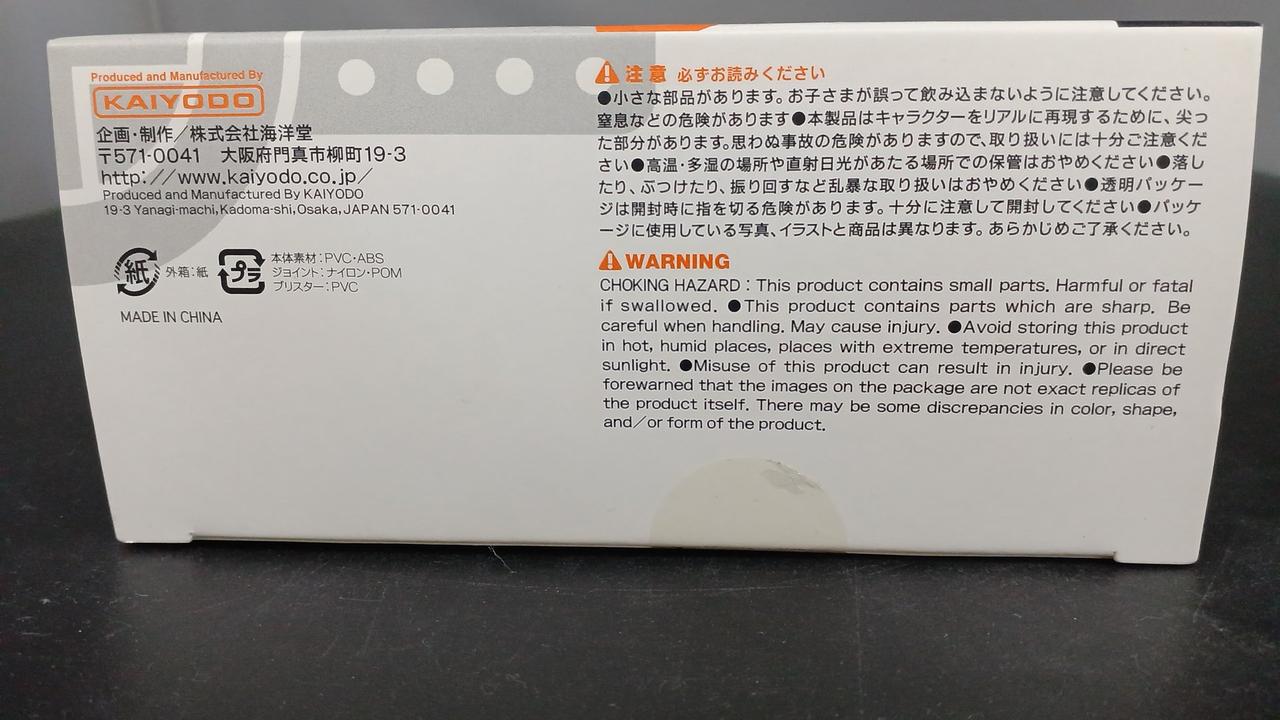 Produced and Manufactured By
KAIYODO
企画・制作／株式会社海洋堂
〒571-0041 大阪府門真市柳町19-3
http://www.kaiyodo.co.jp/
Produced and Manufactured By KAIYODO
19-3 Yanagi-machi,Kadoma-shi,Osaka,JAPAN 571-0041
紙 外箱：紙
プラ 本体素材：PVC・ABS
ジョイント：ナイロン・POM
ブリスター：PVC
MADE IN CHINA
注意 必ずお読みください
●小さな部品があります。お子さまが誤って飲み込まないように注意してください。
窒息などの危険があります●本製品はキャラクターをリアルに再現するために、尖っ
た部分があります。思わぬ事故の危険がありますので、取り扱いには十分ご注意くだ
さい●高温・多湿の場所や直射日光があたる場所での保管はおやめください●落し
たり、ぶつけたり、振り回すなど乱暴な取り扱いはおやめください●透明パッケー
ジは開封時に指を切る危険があります。十分に注意して開封してください●パッケ
ージに使用している写真、イラストと商品は異なります。あらかじめご了承ください。
WARNING
CHOKING HAZARD : This product contains small parts. Harmful or fatal
if swallowed. ●This product contains parts which are sharp. Be
careful when handling. May cause injury. ●Avoid storing this product
in hot, humid places, places with extreme temperatures, or in direct
sunlight. ●Misuse of this product can result in injury. ●Please be
forewarned that the images on the package are not exact replicas of
the product itself. There may be some discrepancies in color, shape,
and/or form of the product.